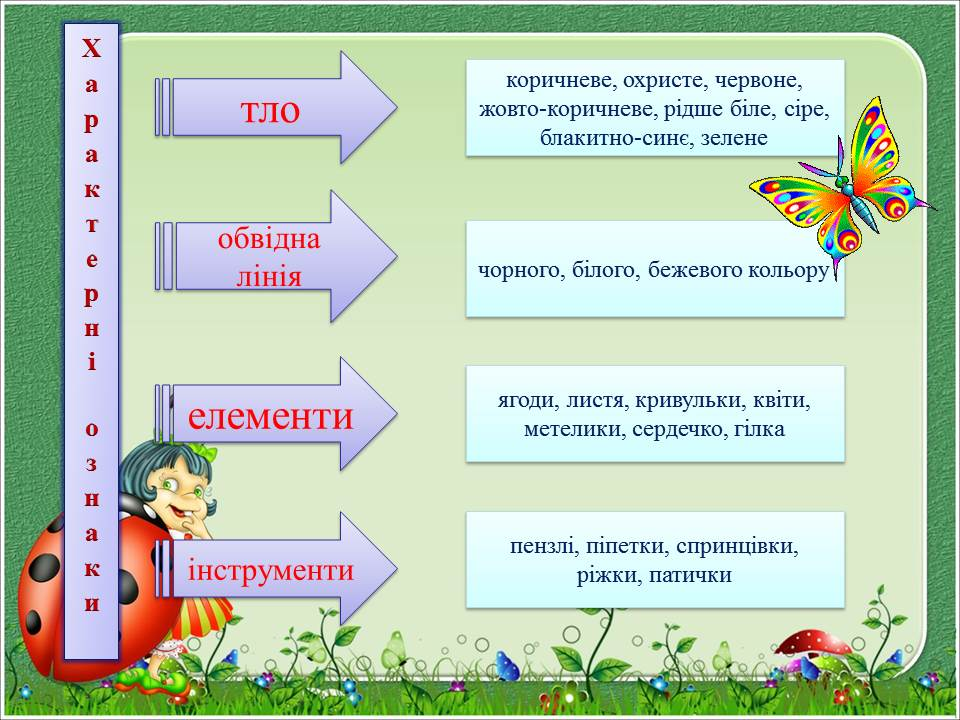 Характерні ознаки
тло
коричневе, охристе, червоне,
жовто-коричневе, рідше біле, сіре,
блакитно-синє, зелене
обвідна
лінія
чорного, білого, бежевого кольору
елементи
ягоди, листя, кривульки, квіти,
метелики, сердечко, гілка
інструменти
пензлі, піпетки, спринцівки,
ріжки, патички